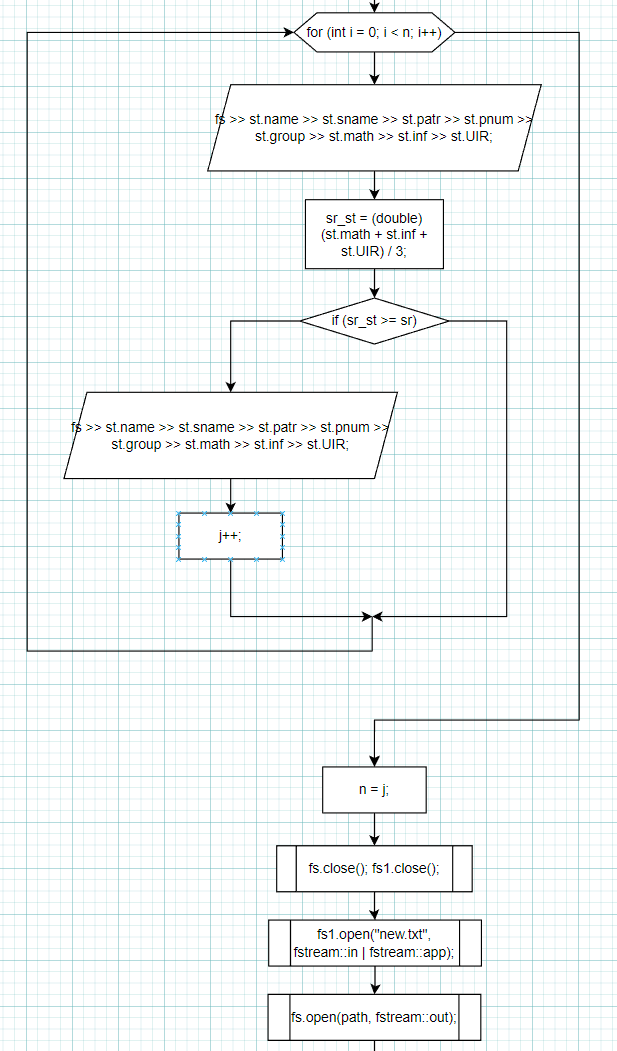 for (int i = 0; i < n; i++)
fs >> st.name >> st.sname >> st.patr >> st.pnum >>
st.group >> st.math >> st.inf >> st.UIR;
sr_st = (double)
(st.math + st.inf +
st.UIR) / 3;
if (sr_st >= sr)
fs >> st.name >> st.sname >> st.patr >> st.pnum >>
st.group >> st.math >> st.inf >> st.UIR;
j++;
n = j;
fs.close(); fs1.close();
fs1.open("new.txt",
fstream::in | fstream::app);
fs.open(path, fstream::out);